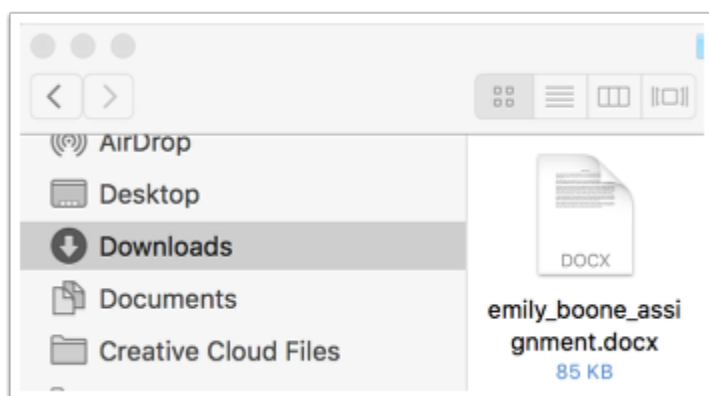 AirDrop
Desktop
Downloads
Documents
Creative Cloud Files
DOCX
emily_boone_assi
gnment.docx
85 KB